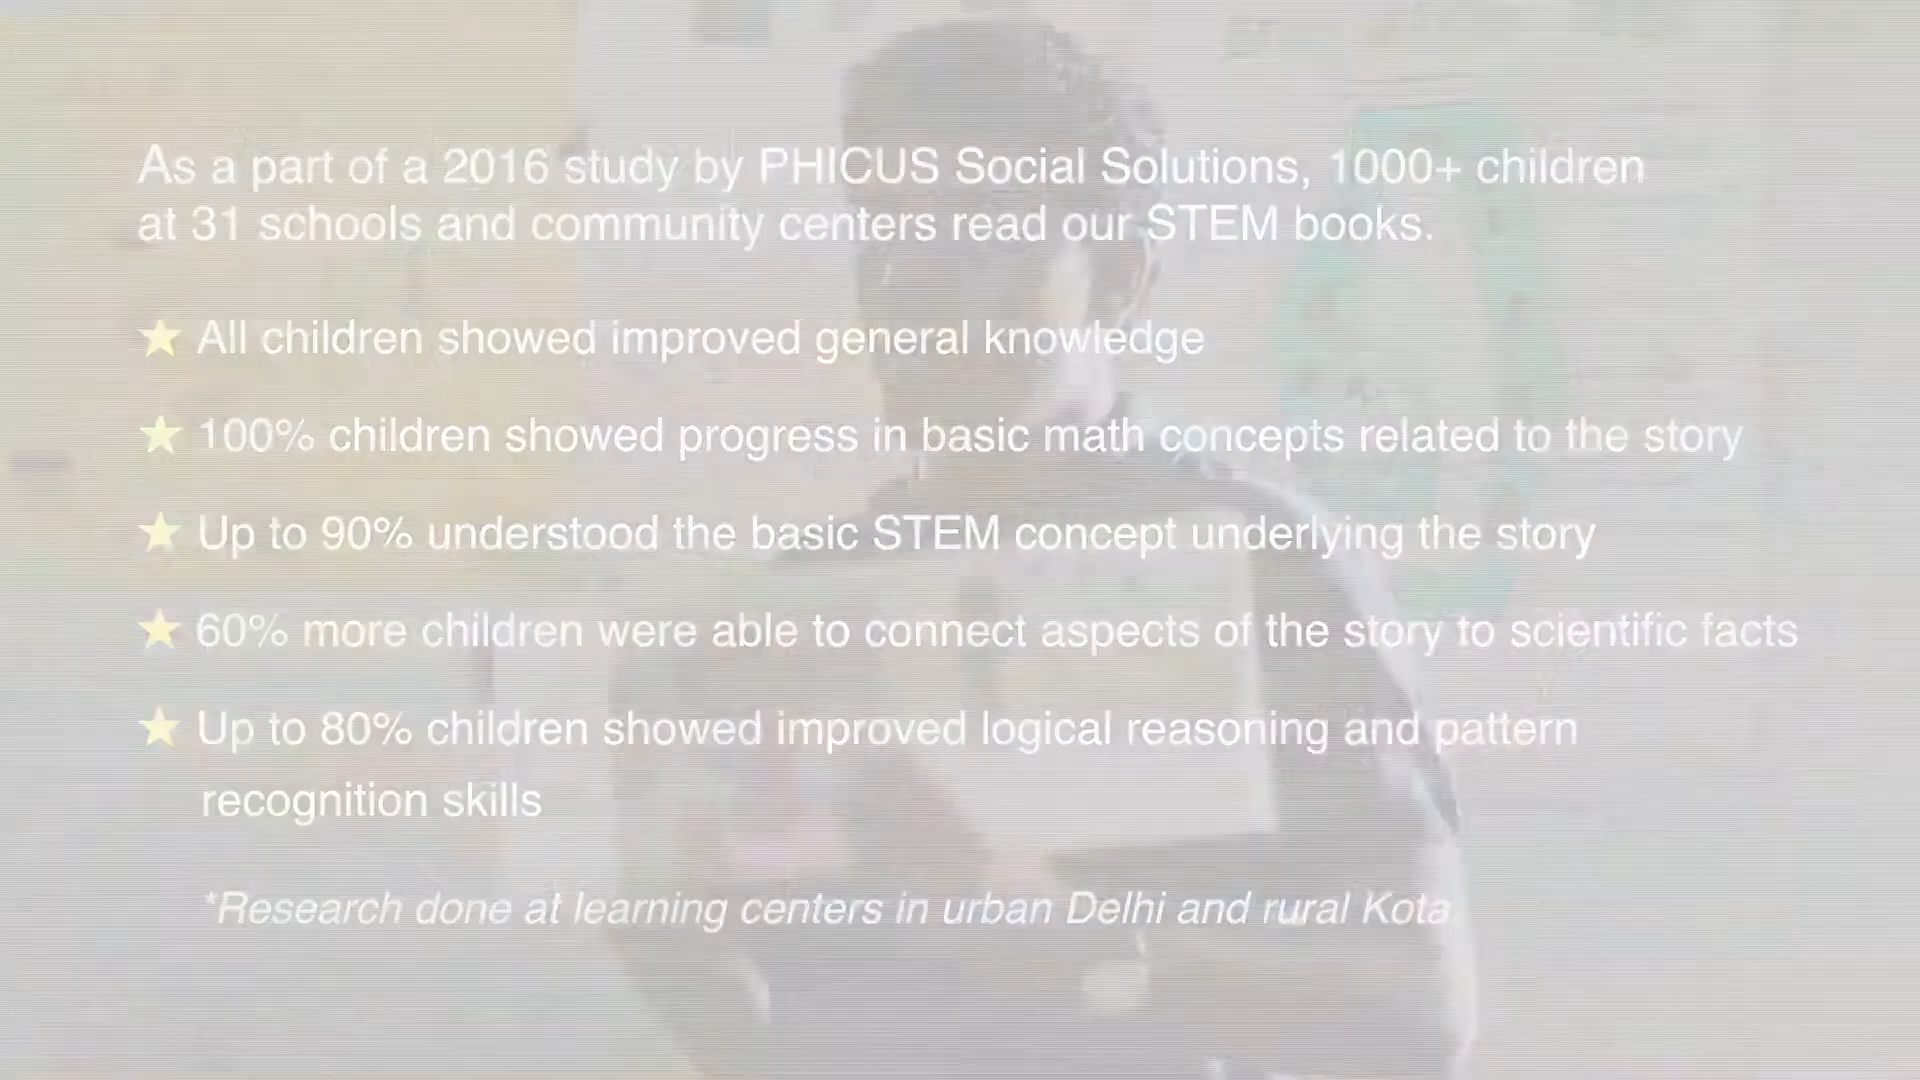 As a part of a 2016 study by PHICUS Social Solutions, 1000+ children
at 31 schools and community centers read our STEM books.
All children showed improved general knowledge
100% children showed progress in basic math concepts related to the story
Up to 90% understood the basic STEM concept underlying the story
60% more children were able to connect aspects of the story to scientific facts
Up to 80% children showed improved logical reasoning and pattern
recognition skills
*Research done at learning centers in urban Delhi and rural Kota.